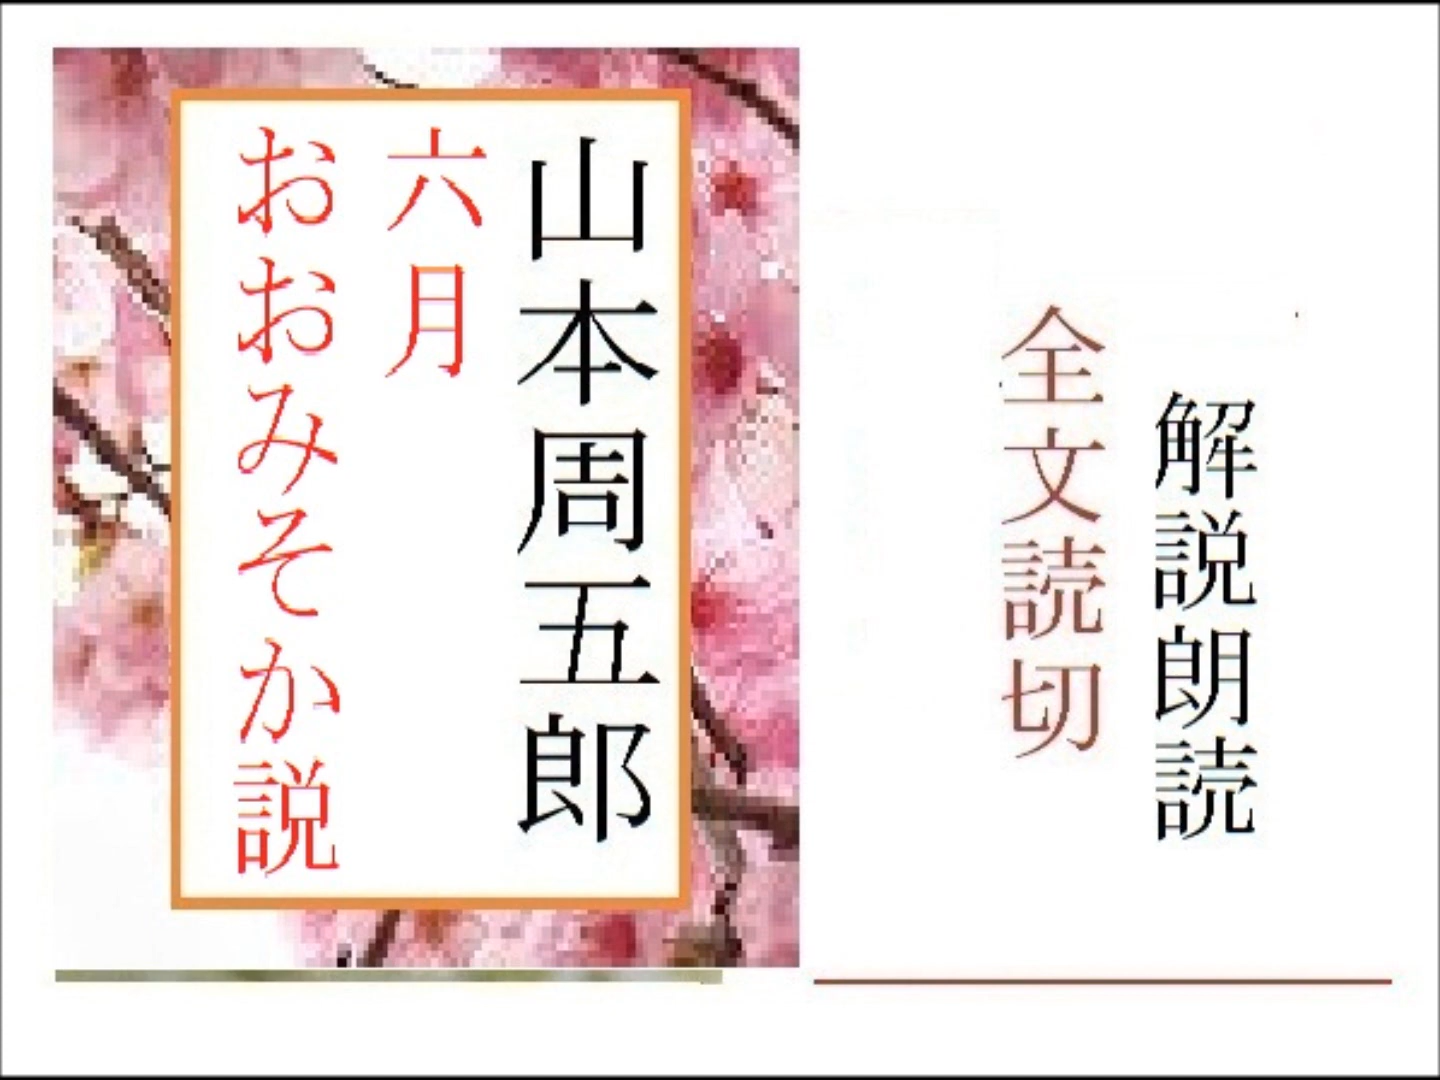 解説朗読
全文読切
山本周五郎
六月
おおみそか説